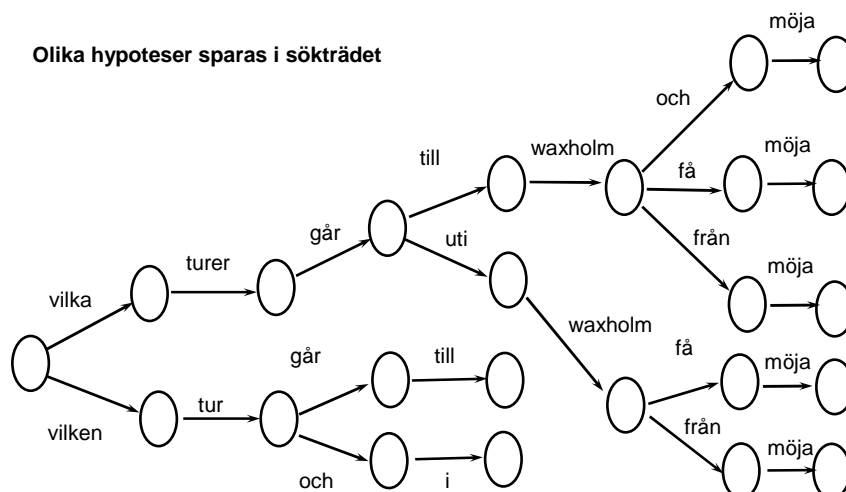 möja
Olika hypoteser sparas i sökträdet
och
till
waxholm
möja
få
går
uti
från
turer
möja
vilka
waxholm
går
till
få
möja
vilken
tur
från
möja
och
i